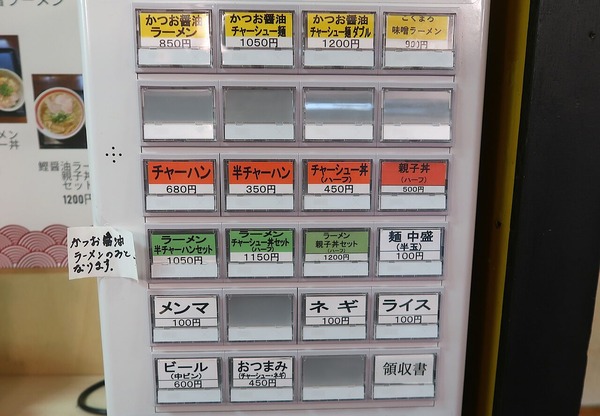 ラーメン
かつお醤油
ラーメン
850円
かつお醤油
チャーシュー麺
1050円
かつお醤油
チャーシュー麺 ダブル
1200円
こくまろ
味噌ラーメン
900円
チャーハン
680円
半チャーハン
350円
チャーシュー丼
(ハーフ)
450円
親子丼
(ハーフ)
500円
鰹醤油ラー
親子丼
セット
1200円
かつお醤油
ラーメンのみと
なります。
ラーメン
半チャーハンセット
1050円
ラーメン
チャーシュー丼セット
(ハーフ)
1150円
ラーメン
親子丼セット
(ハーフ)
1200円
麺 中盛
(半玉)
100円
メンマ
100円
ネギ
100円
ライス
100円
ビール
(中ビン)
600円
おつまみ
(チャーシュー・ネギ)
450円
領収書